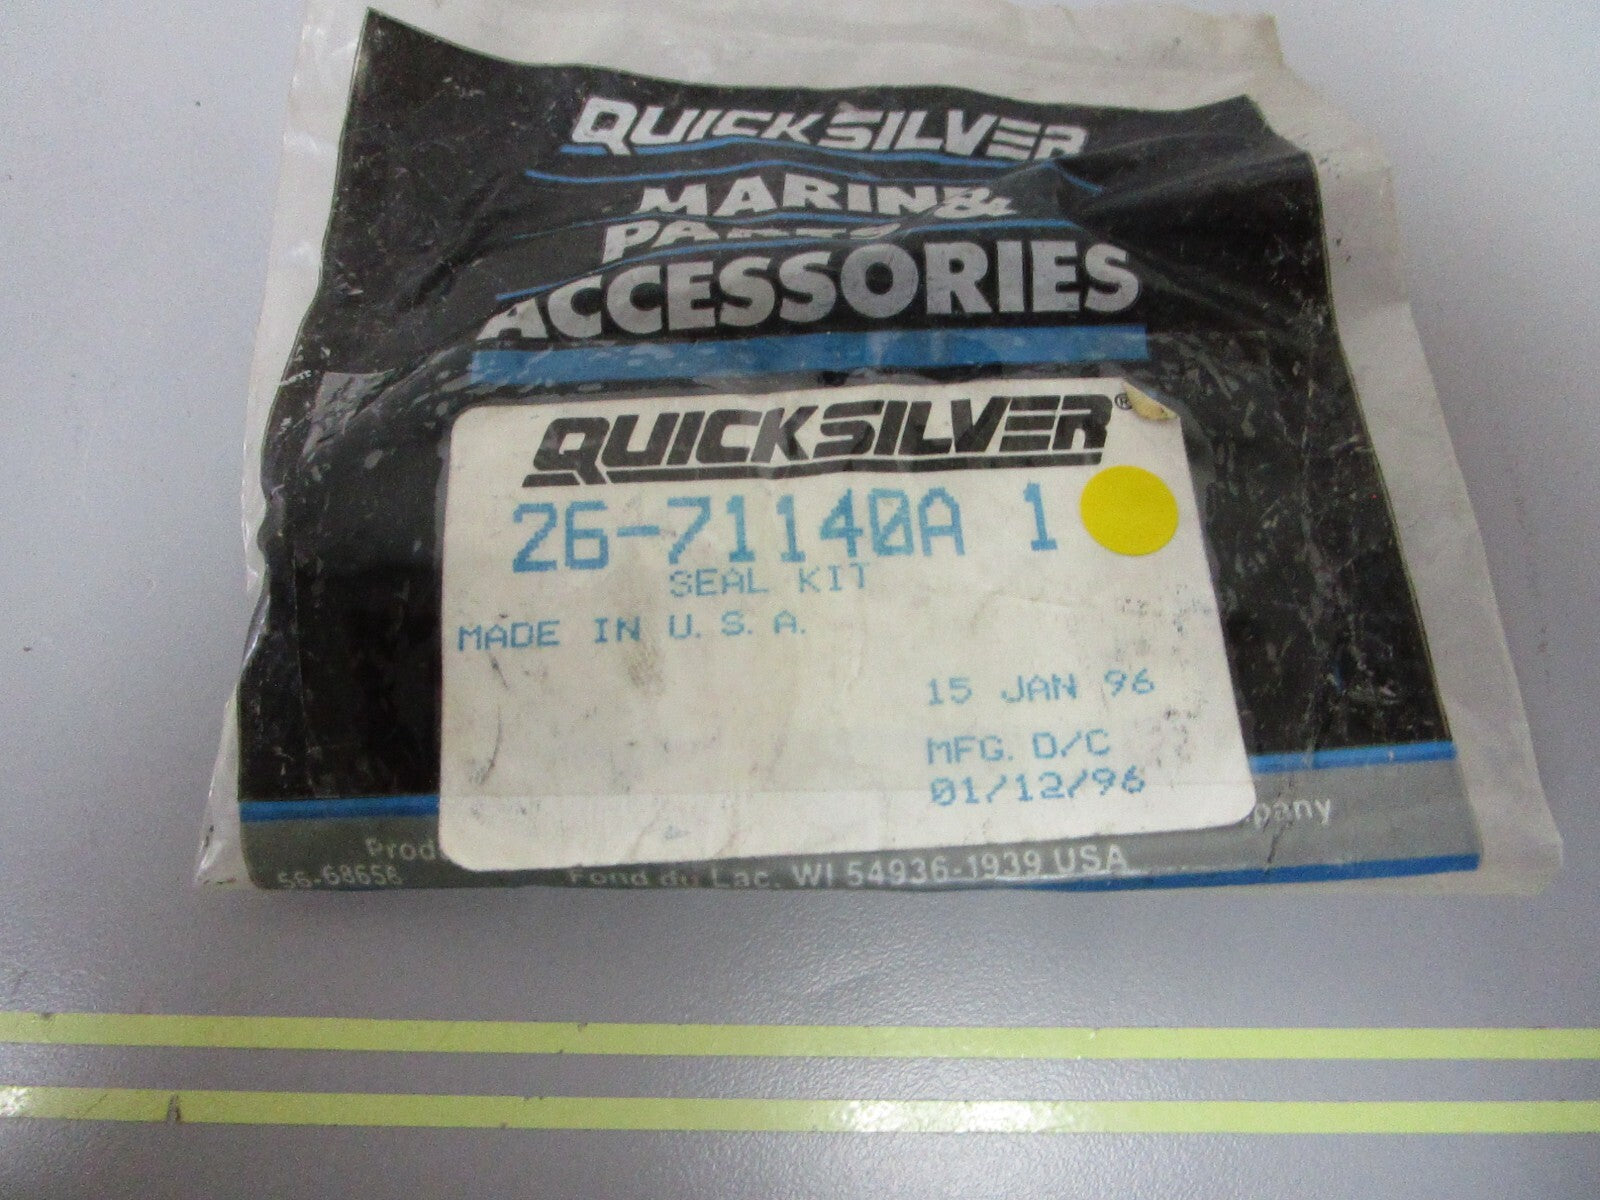 QUICKSILVER
MARINE
PARTS &
ACCESSORIES
QUICKSILVER®
26-71140A 1
SEAL KIT
MADE IN U.S.A.
15 JAN 96
MFG. D/C
01/12/96
Fond du Lac, WI 54936-1939 USA